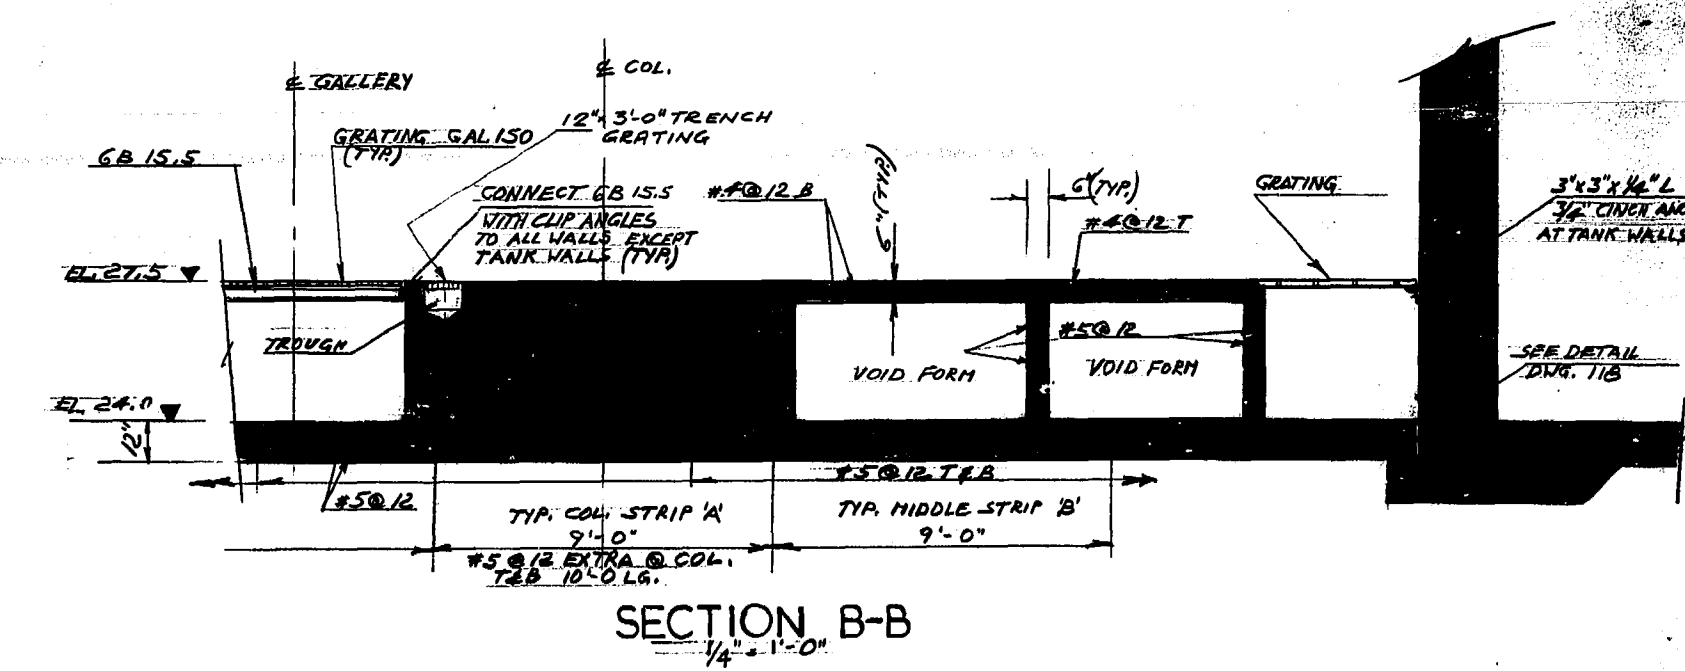 ℄ GALLERY
℄ COL.
12"x 3'-0" TRENCH
GRATING
GRATING GAL 150
(TYP.)
6B 15.5
CONNECT 6B 15.5
WITH CLIP ANGLES
TO ALL WALLS EXCEPT
TANK WALLS (TYP.)
#4@12 B
6"(TYP.)
6"(TYP.)
#4@12 T
GRATING
3"x3"x1/4" L
3/4" CINCH ANC
AT TANK WALLS
EL. 27.5
TROUGH
#5@12
VOID FORM
VOID FORM
SEE DETAIL
DWG. 11B
EL. 24.0
12"
#5@12
#5@12 T&B
TYP. COL. STRIP 'A'
9'-0"
TYP. MIDDLE STRIP 'B'
9'-0"
#5 @ 12 EXTRA @ COL.
T&B 10'-0 LG.
SECTION B-B
1/4" = 1'-0"